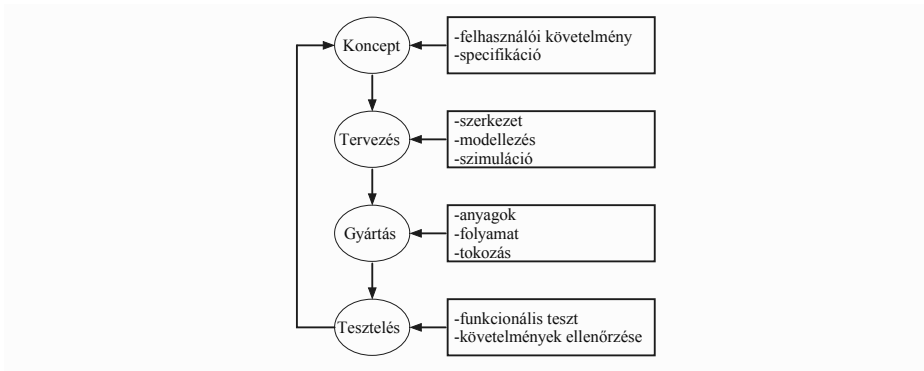 Koncept
-felhasználói követelmény
-specifikáció
Tervezés
-szerkezet
-modellezés
-szimuláció
Gyártás
-anyagok
-folyamat
-tokozás
Tesztelés
-funkcionális teszt
-követelmények ellenőrzése